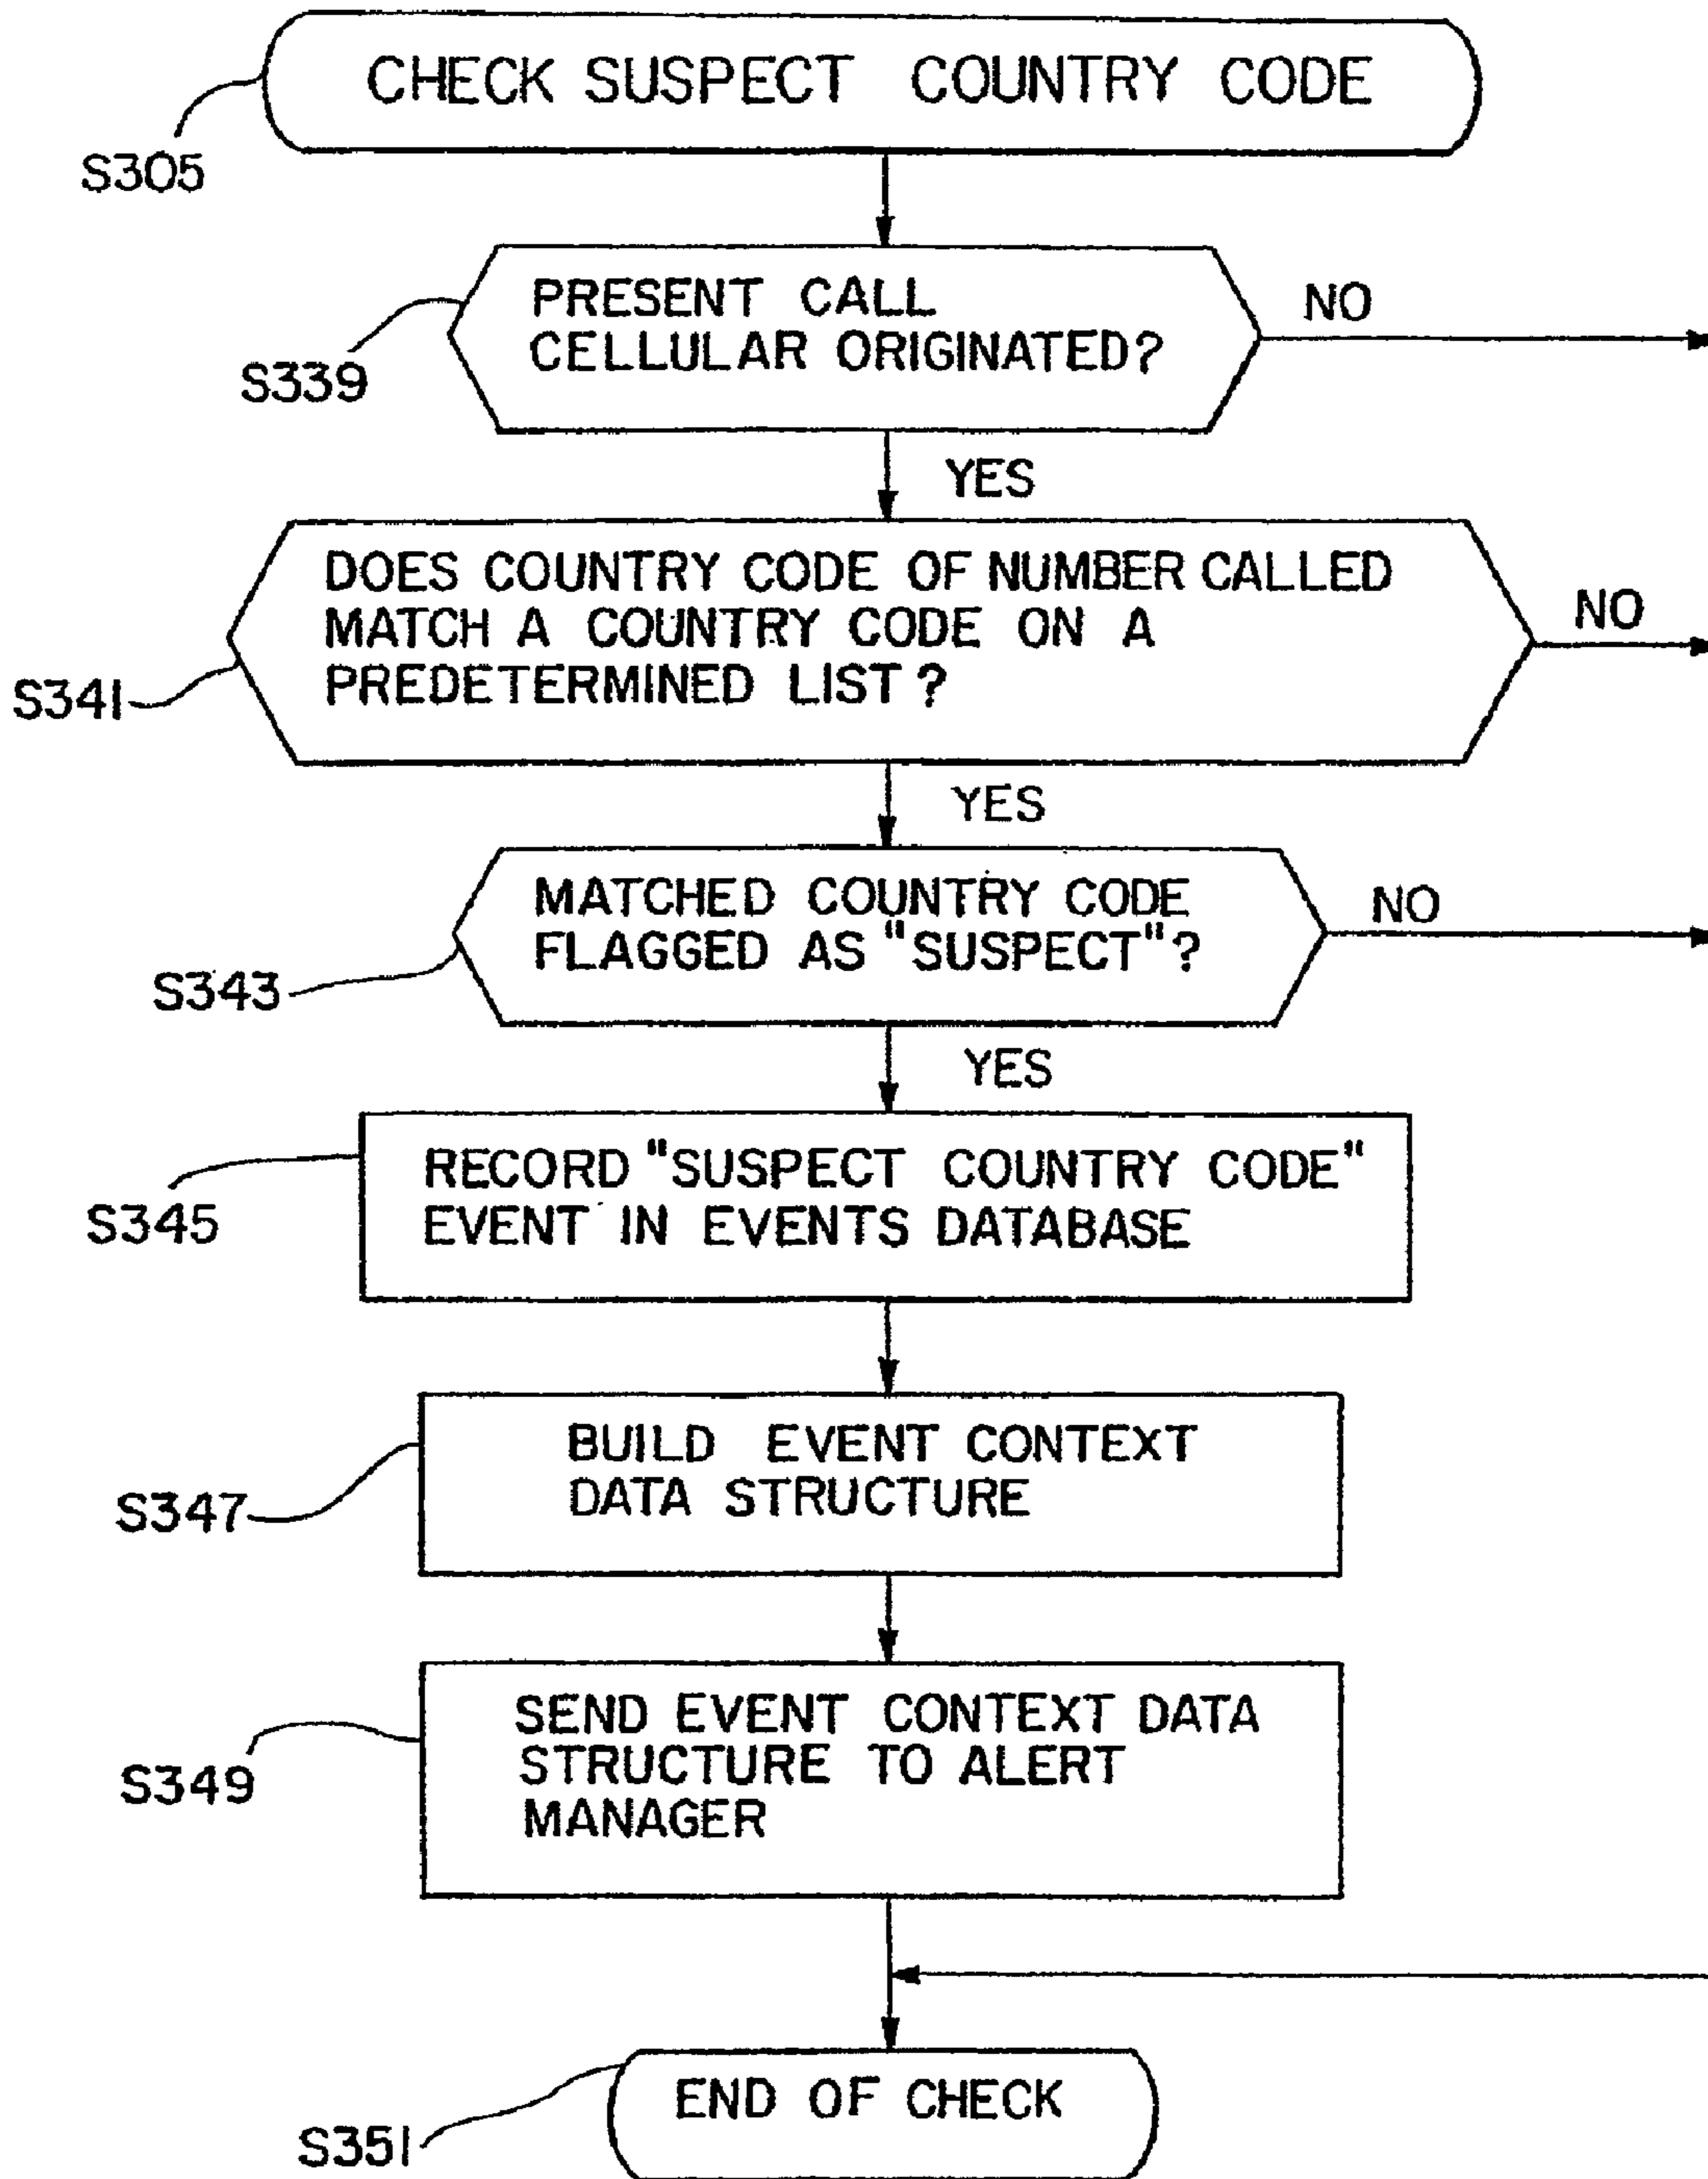 CHECK SUSPECT COUNTRY CODE
S305
PRESENT CALL
CELLULAR ORIGINATED?
NO
S339
YES
DOES COUNTRY CODE OF NUMBER CALLED
MATCH A COUNTRY CODE ON A
PREDETERMINED LIST?
NO
S341
YES
MATCHED COUNTRY CODE
FLAGGED AS "SUSPECT"?
NO
S343
YES
RECORD "SUSPECT COUNTRY CODE"
EVENT IN EVENTS DATABASE
S345
BUILD EVENT CONTEXT
DATA STRUCTURE
S347
SEND EVENT CONTEXT DATA
STRUCTURE TO ALERT
MANAGER
S349
END OF CHECK
S351